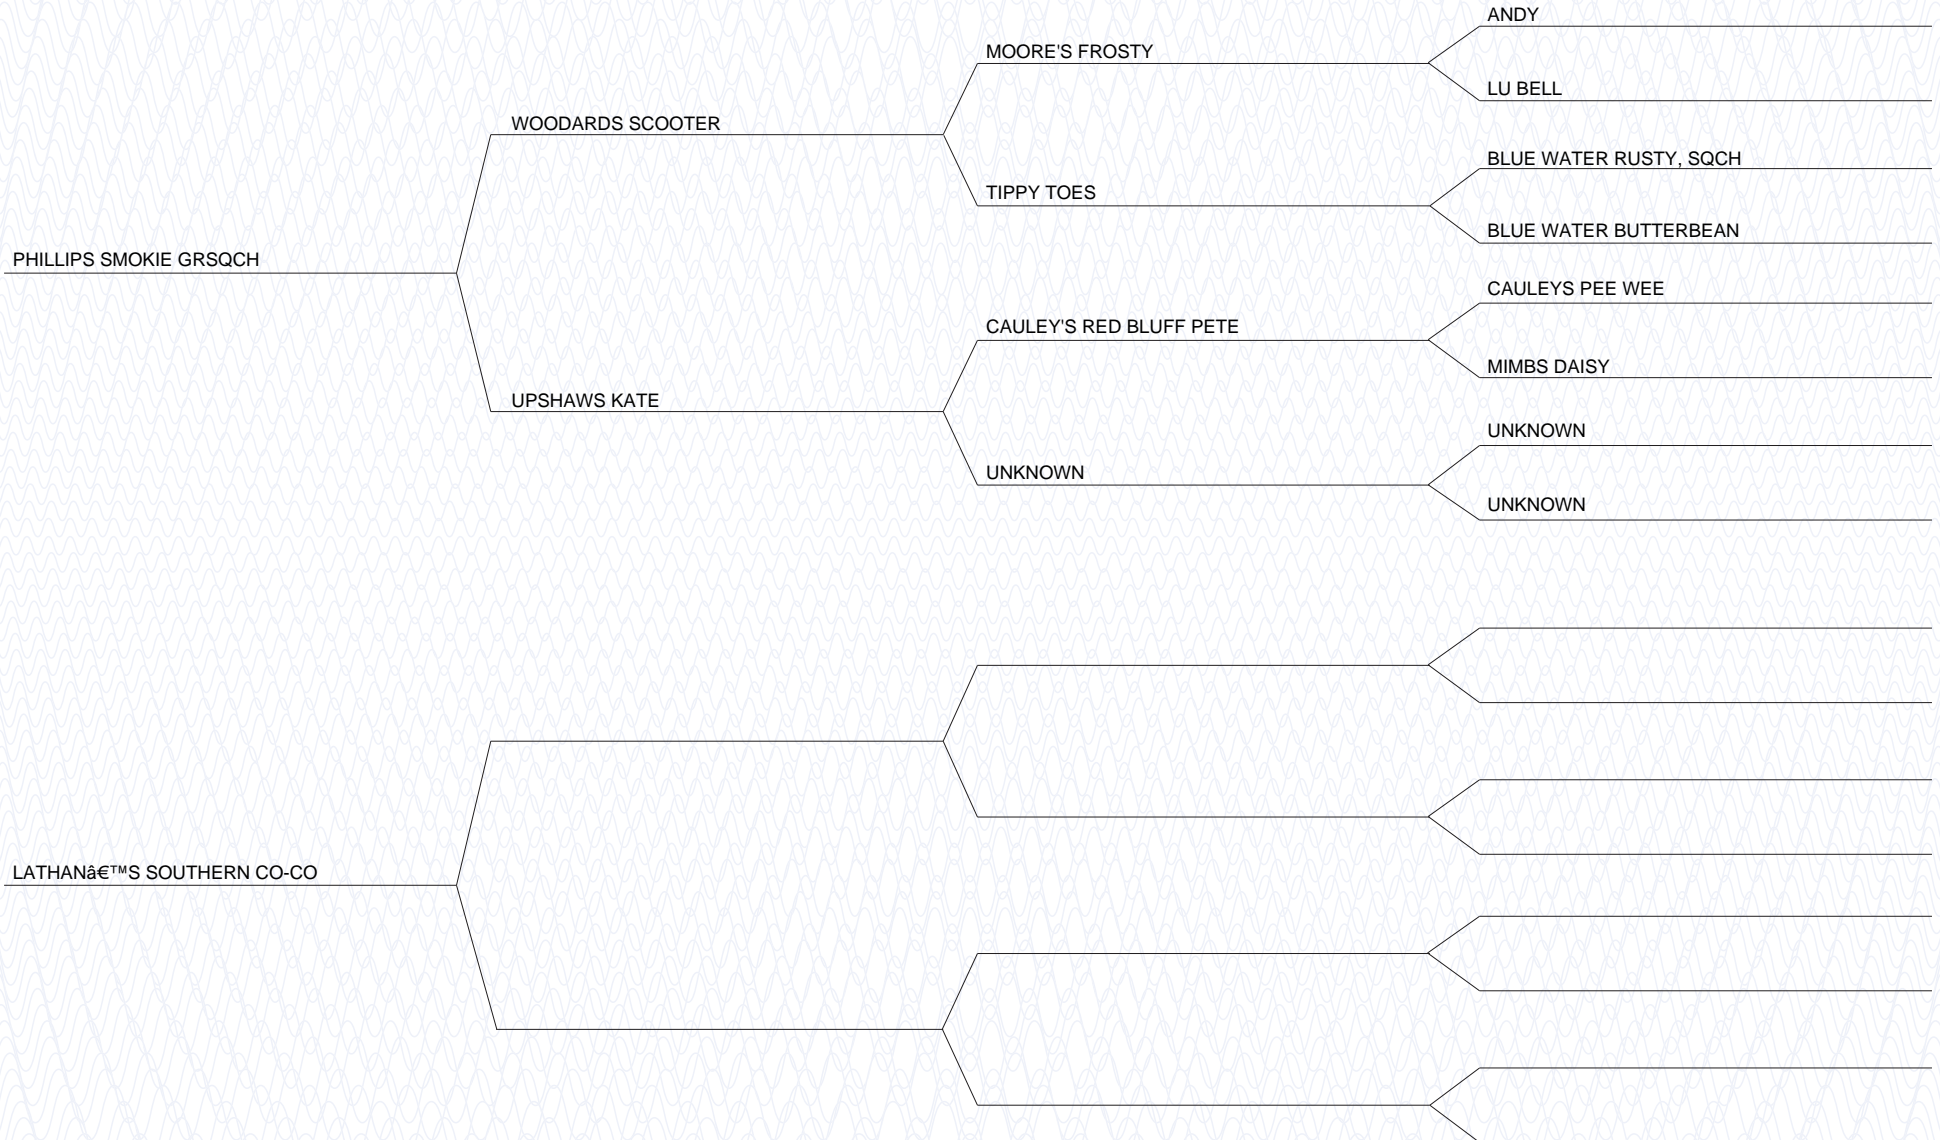 ANDY
MOORE'S FROSTY
LU BELL
WOODARDS SCOOTER
BLUE WATER RUSTY, SQCH
TIPPY TOES
BLUE WATER BUTTERBEAN
PHILLIPS SMOKIE GRSQCH
CAULEYS PEE WEE
CAULEY'S RED BLUFF PETE
MIMBS DAISY
UPSHAWS KATE
UNKNOWN
UNKNOWN
UNKNOWN
LATHANâ€™S SOUTHERN CO-CO